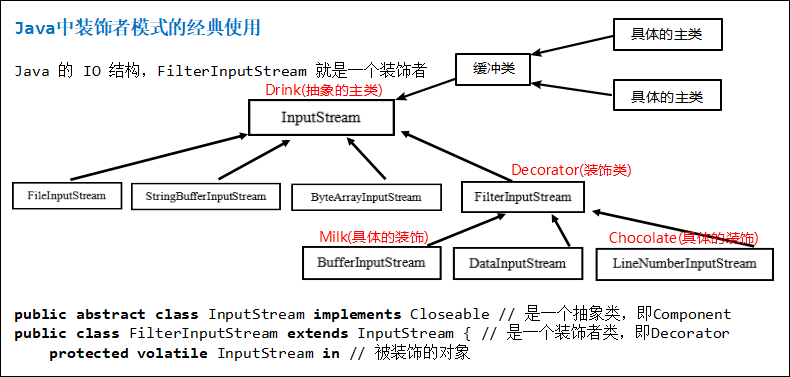 Java中装饰者模式的经典使用
具体的主类
Java 的 IO 结构，FilterInputStream 就是一个装饰者
缓冲类
Drink(抽象的主类)
具体的主类
InputStream
Decorator(装饰类)
FileInputStream
StringBufferInputStream
ByteArrayInputStream
FilterInputStream
Milk(具体的装饰)
Chocolate(具体的装饰)
BufferInputStream
DataInputStream
LineNumberInputStream
public abstract class InputStream implements Closeable // 是一个抽象类，即Component
public class FilterInputStream extends InputStream { // 是一个装饰者类，即Decorator
protected volatile InputStream in // 被装饰的对象